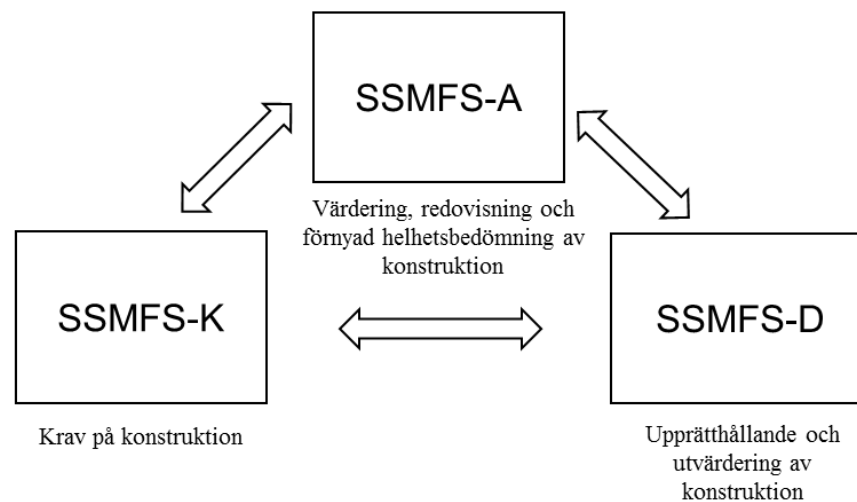 SSMFS-A
Värdering, redovisning och
förnyad helhetsbedömning av
konstruktion
SSMFS-K
Krav på konstruktion
SSMFS-D
Upprätthållande och
utvärdering av
konstruktion